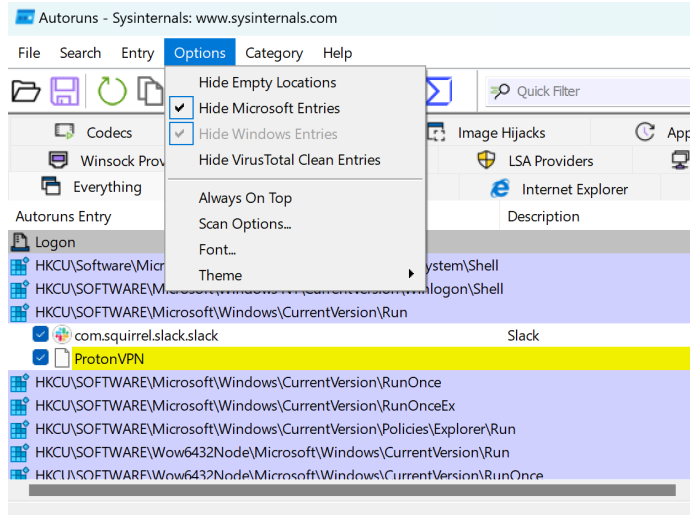 Autoruns - Sysinternals: www.sysinternals.com
File Search Entry Options Category Help
Hide Empty Locations
Quick Filter
Hide Microsoft Entries
Codecs
Hide Windows Entries
Image Hijacks
App
Winsock Prov
Hide VirusTotal Clean Entries
LSA Providers
Everything
Always On Top
Internet Explorer
Autoruns Entry
Scan Options...
Description
Logon
Font...
HKCU\Software\Micr
Theme
ystem\Shell
HKCU\SOFTWARE\Microsoft\Windows NT\CurrentVersion\Winlogon\Shell
HKCU\SOFTWARE\Microsoft\Windows\CurrentVersion\Run
com.squirrel.slack.slack Slack
ProtonVPN
HKCU\SOFTWARE\Microsoft\Windows\CurrentVersion\RunOnce
HKCU\SOFTWARE\Microsoft\Windows\CurrentVersion\RunOnceEx
HKCU\SOFTWARE\Microsoft\Windows\CurrentVersion\Policies\Explorer\Run
HKCU\SOFTWARE\Wow6432Node\Microsoft\Windows\CurrentVersion\Run
HKCU\SOFTWARE\Wow6432Node\Microsoft\Windows\CurrentVersion\RunOnce